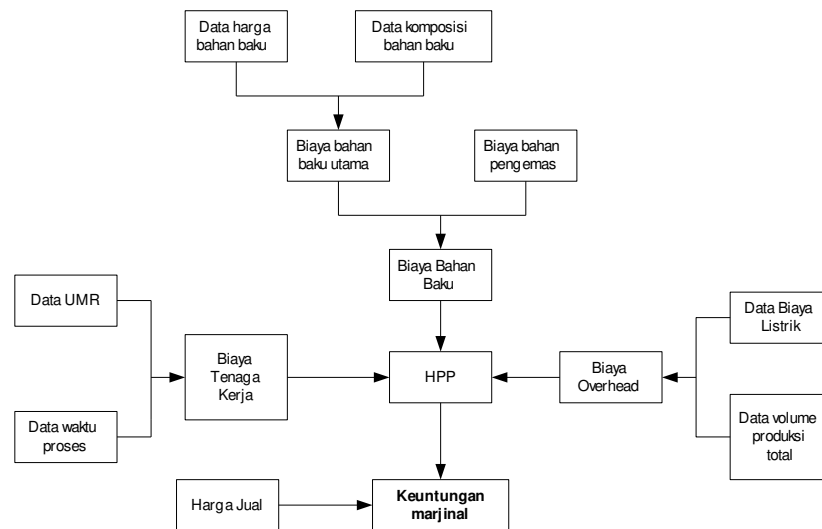 Data harga
bahan baku
Data komposisi
bahan baku
Biaya bahan
baku utama
Biaya bahan
pengemas
Biaya Bahan
Baku
Data UMR
Data waktu
proses
Biaya
Tenaga
Kerja
HPP
Biaya
Overhead
Data Biaya
Listrik
Data volume
produksi
total
Harga Jual
Keuntungan
marjinal